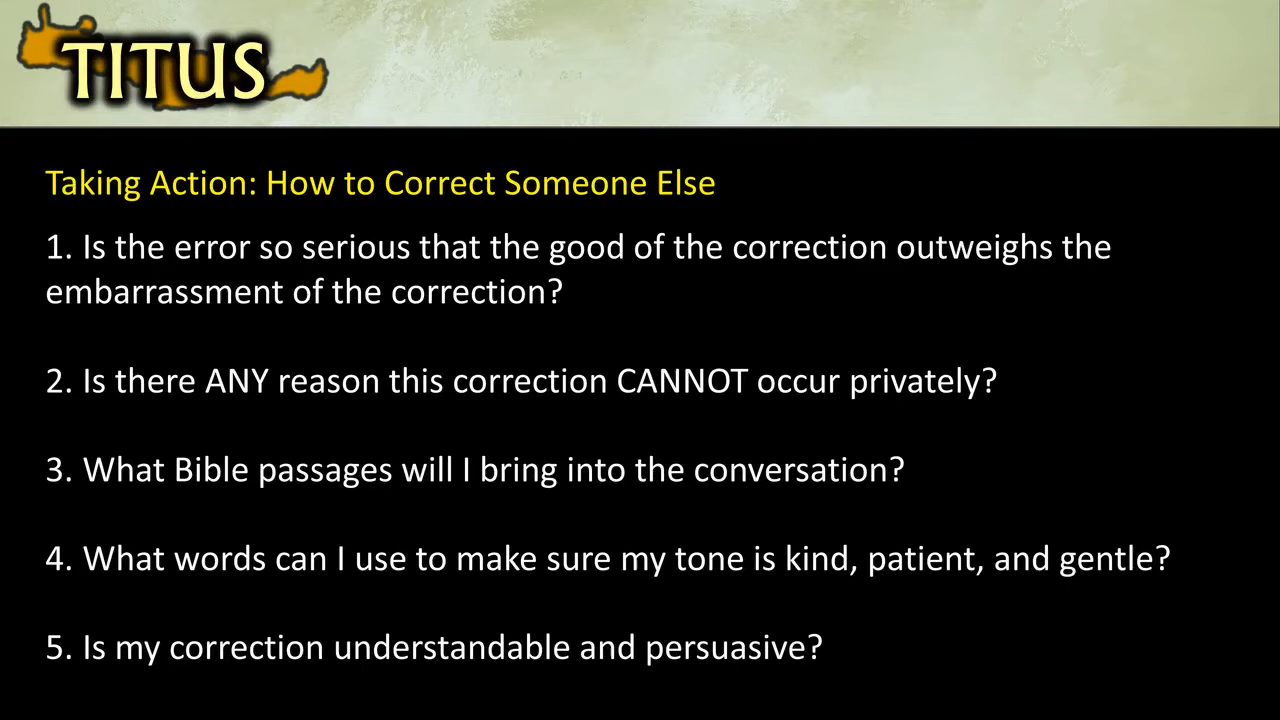 TITUS
Taking Action: How to Correct Someone Else
1. Is the error so serious that the good of the correction outweighs the
embarrassment of the correction?
2. Is there ANY reason this correction CANNOT occur privately?
3. What Bible passages will I bring into the conversation?
4. What words can I use to make sure my tone is kind, patient, and gentle?
5. Is my correction understandable and persuasive?